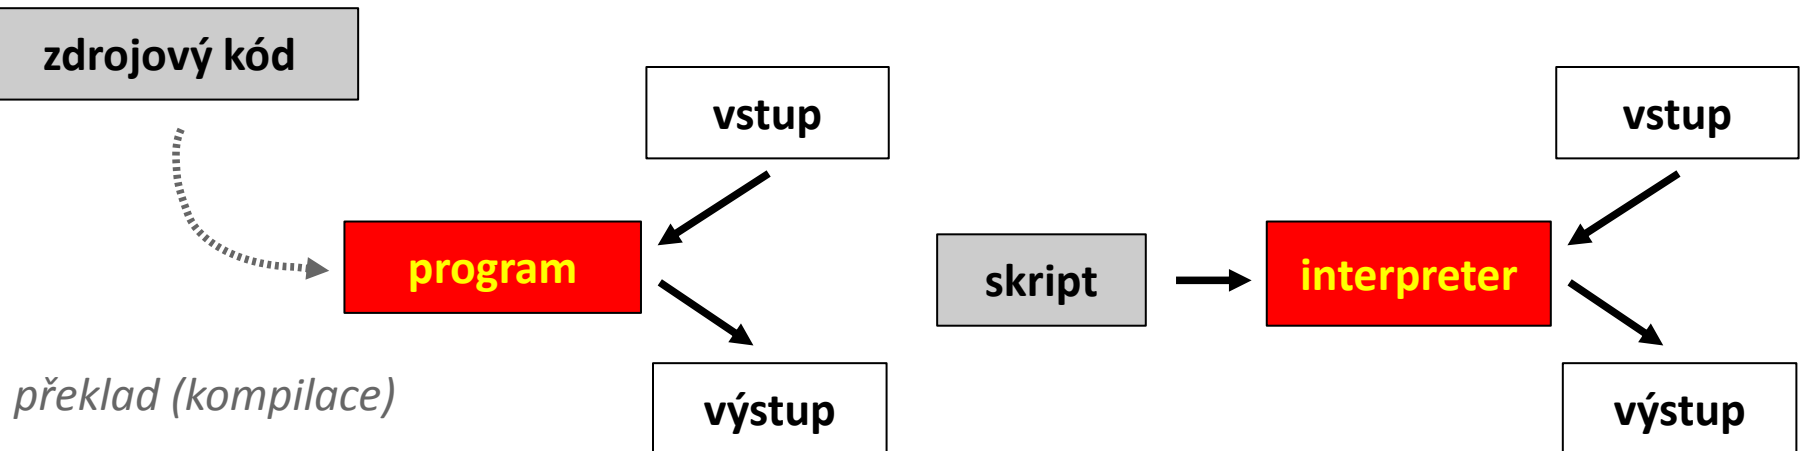 zdrojový kód
vstup
program
výstup
překlad (kompilace)
vstup
skript
interpreter
výstup